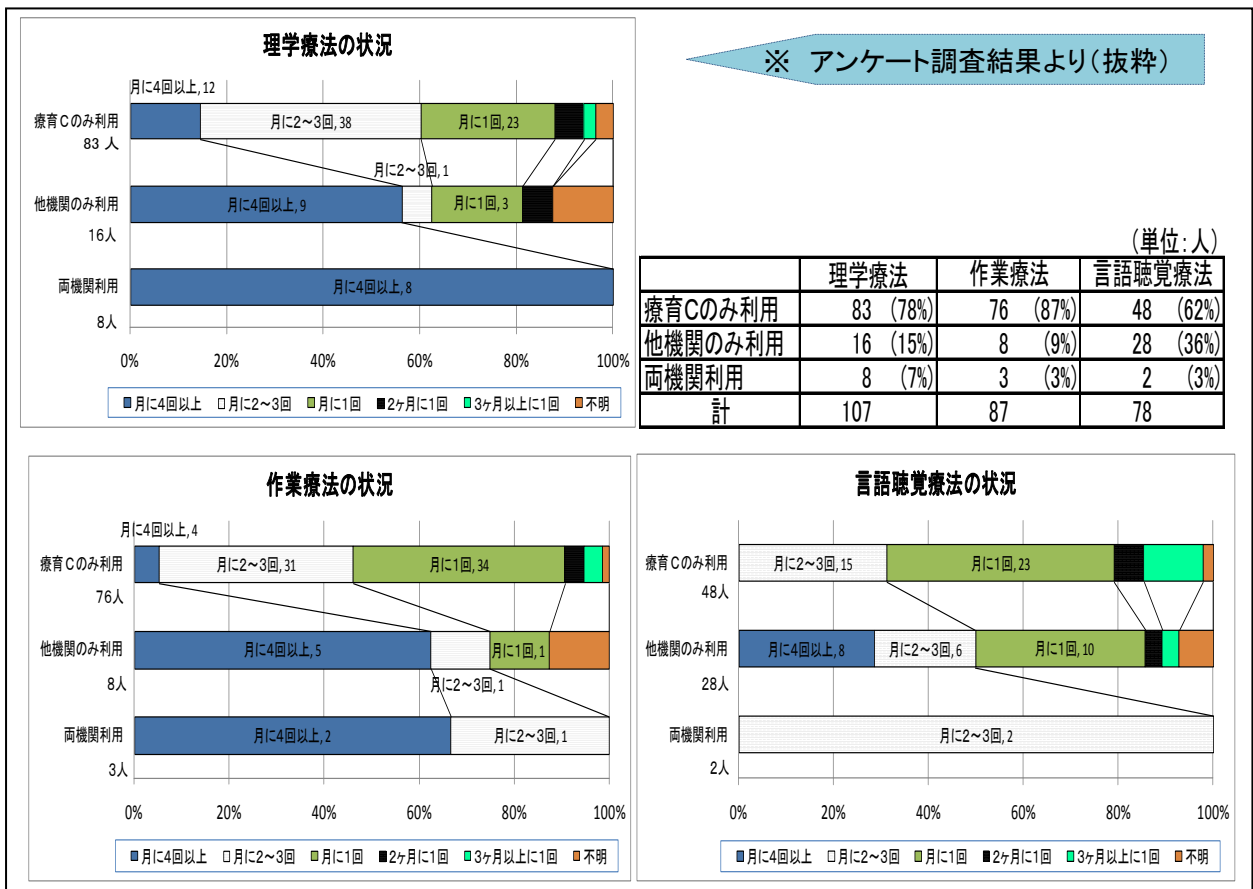 理学療法の状況
月に4回以上, 12
療育Cのみ利用
83 人
月に2～3回, 38
月に1回, 23
月に2～3回, 1
他機関のみ利用
16人
月に4回以上, 9
月に1回, 3
両機関利用
8人
月に4回以上, 8
0% 20% 40% 60% 80% 100%
月に4回以上 月に2～3回 月に1回 2ヶ月に1回 3ヶ月以上に1回 不明
※ アンケート調査結果より(抜粋)
(単位:人)
理学療法 作業療法 言語聴覚療法
療育Cのみ利用 83 (78%) 76 (87%) 48 (62%)
他機関のみ利用 16 (15%) 8 (9%) 28 (36%)
両機関利用 8 (7%) 3 (3%) 2 (3%)
計 107 87 78
作業療法の状況
月に4回以上, 4
療育Cのみ利用
76人
月に2～3回, 31
月に1回, 34
他機関のみ利用
8人
月に4回以上, 5
月に1回, 1
月に2～3回, 1
両機関利用
3人
月に4回以上, 2
月に2～3回, 1
0% 20% 40% 60% 80% 100%
月に4回以上 月に2～3回 月に1回 2ヶ月に1回 3ヶ月以上に1回 不明
言語聴覚療法の状況
療育Cのみ利用
48人
月に2～3回, 15
月に1回, 23
他機関のみ利用
28人
月に4回以上, 8
月に2～3回, 6
月に1回, 10
両機関利用
2人
月に2～3回, 2
0% 20% 40% 60% 80% 100%
月に4回以上 月に2～3回 月に1回 2ヶ月に1回 3ヶ月以上に1回 不明